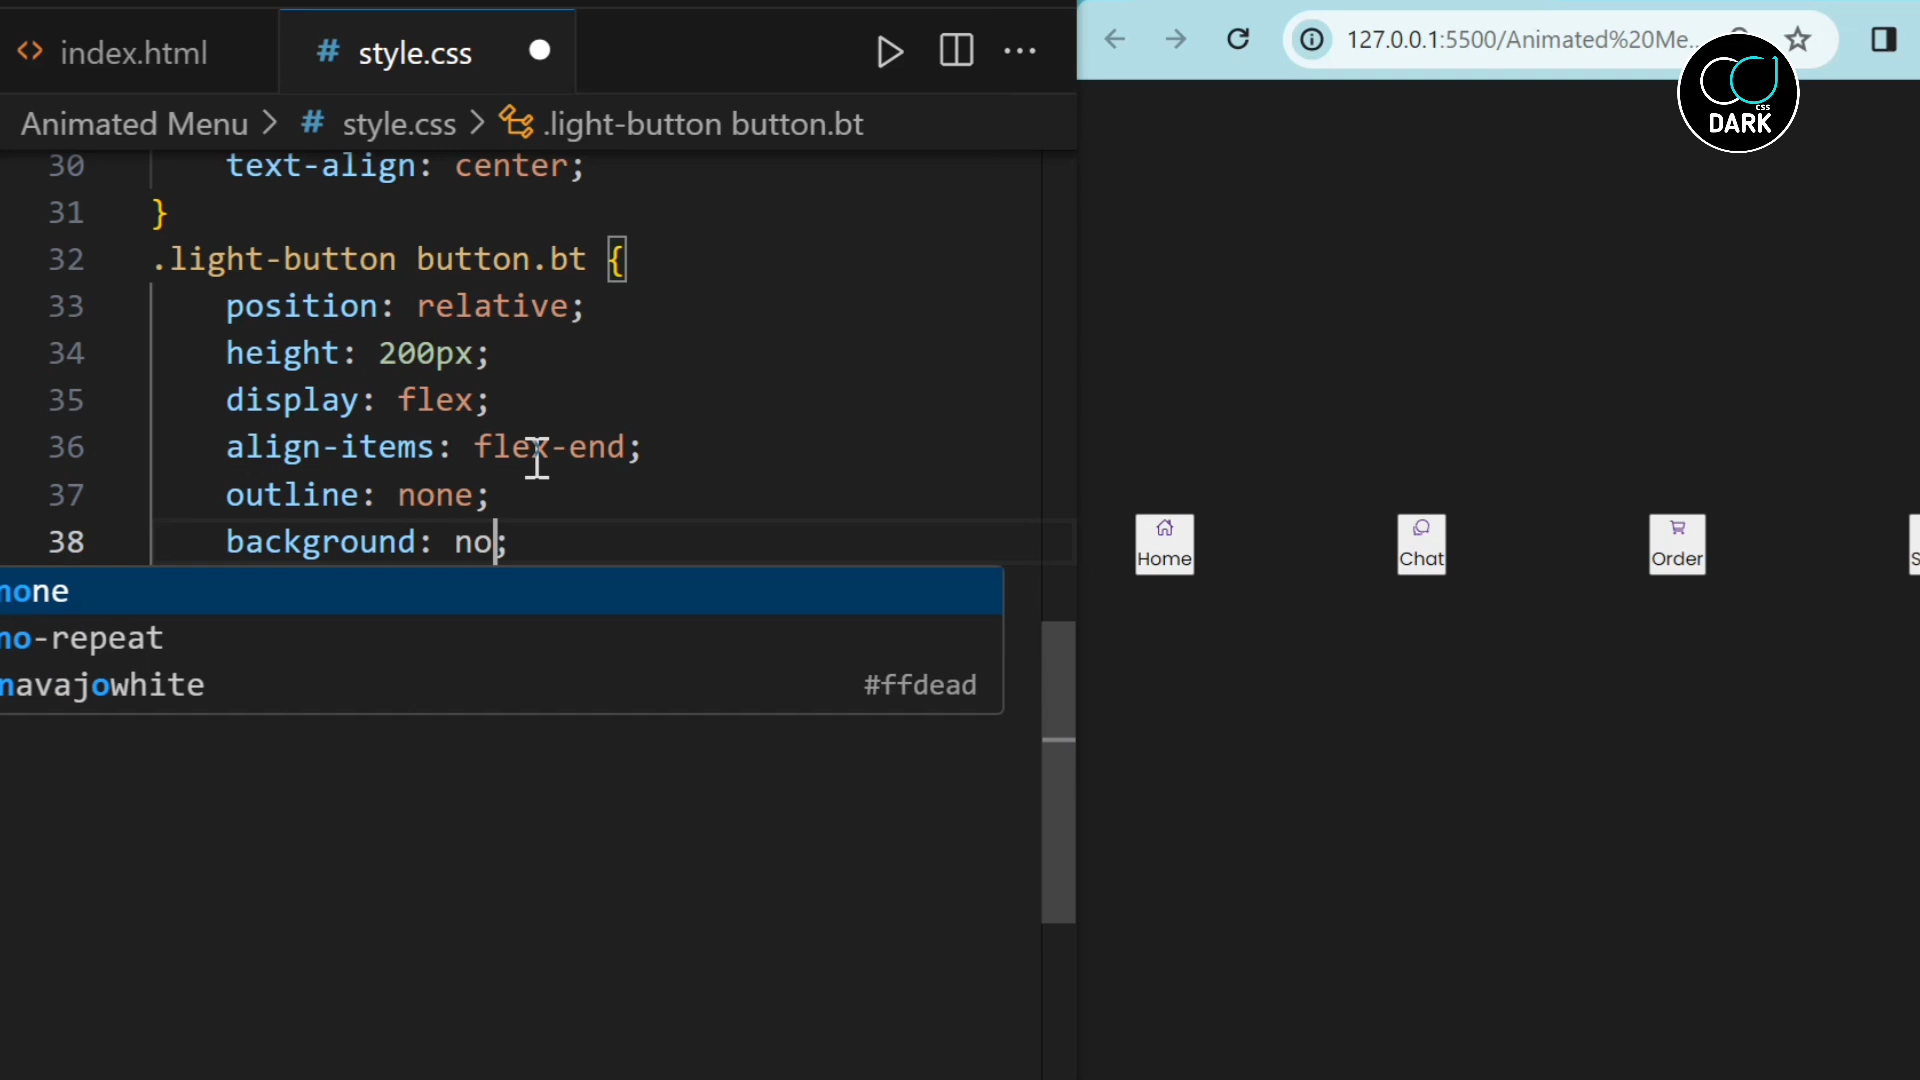 index.html
# style.css
127.0.0.1:5500/Animated%20Me...
css
DARK
Animated Menu > # style.css > .light-button button.bt
30 text-align: center;
31 }
32 .light-button button.bt {
33 position: relative;
34 height: 200px;
35 display: flex;
36 align-items: flex-end;
37 outline: none;
38 background: no;
none
no-repeat
navajowhite #ffdead
Home
Chat
Order
S